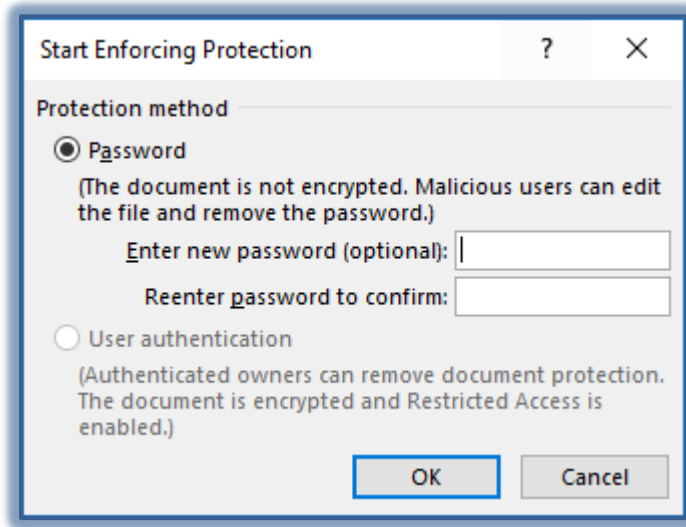 Start Enforcing Protection ?
Protection method
Password
(The document is not encrypted. Malicious users can edit
the file and remove the password.)
Enter new password (optional):
Reenter password to confirm:
User authentication
(Authenticated owners can remove document protection.
The document is encrypted and Restricted Access is
enabled.)
OK Cancel